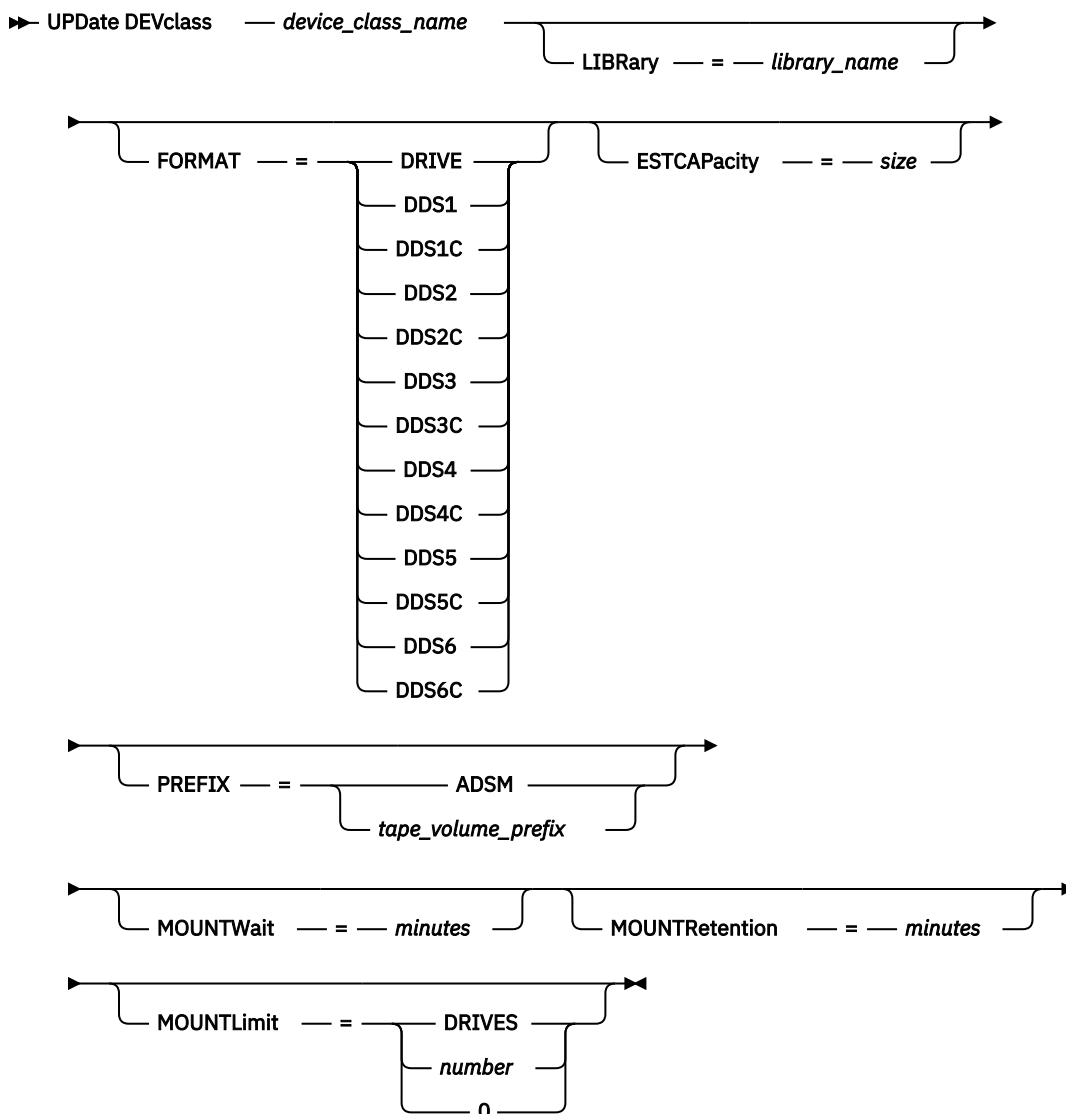 UPDate DEVclass device_class_name
LIBRary = library_name
FORMAT = DRIVE
ESTCAPacity = size
DDS1
DDS1C
DDS2
DDS2C
DDS3
DDS3C
DDS4
DDS4C
DDS5
DDS5C
DDS6
DDS6C
PREFIX = ADSM
tape_volume_prefix
MOUNTWait = minutes
MOUNTRetention = minutes
MOUNTLimit = DRIVES
number
0